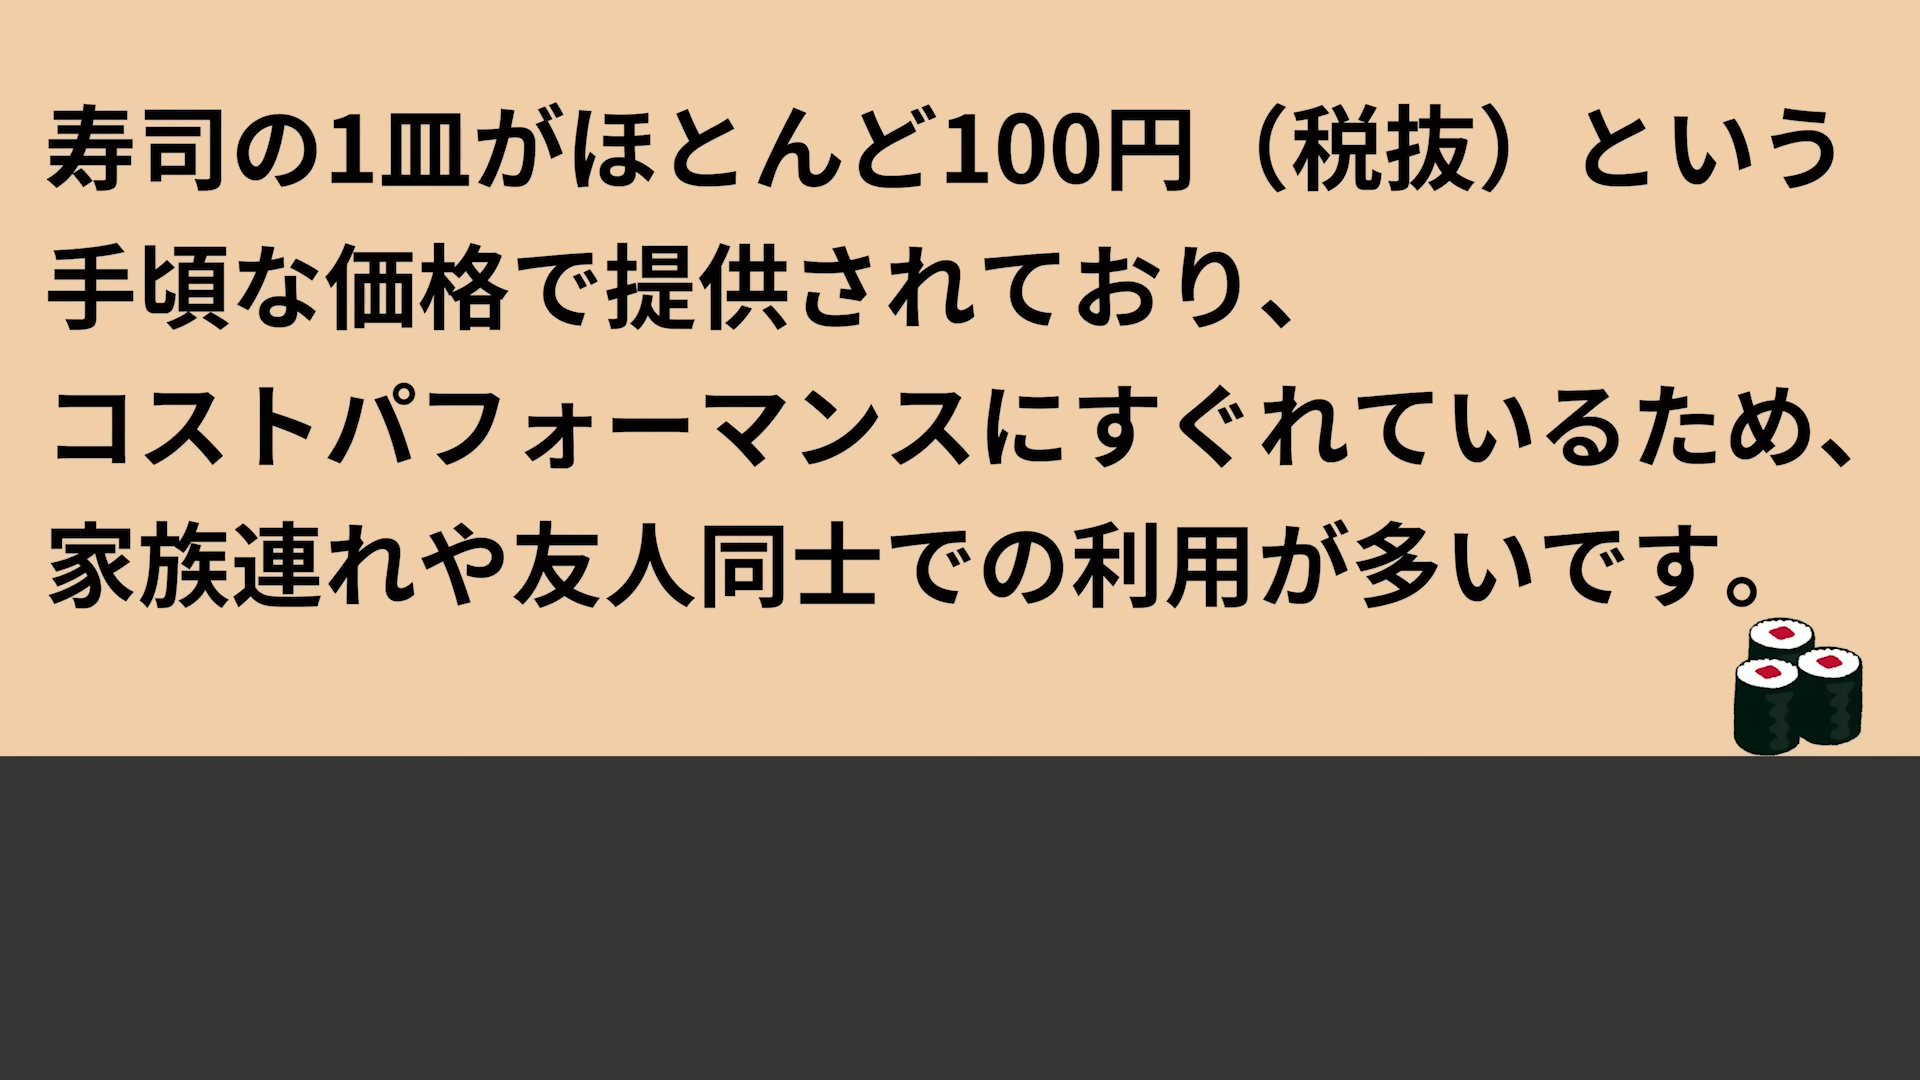 寿司の1皿がほとんど100円（税抜）という
手頃な価格で提供されており、
コストパフォーマンスにすぐれているため、
家族連れや友人同士での利用が多いです。